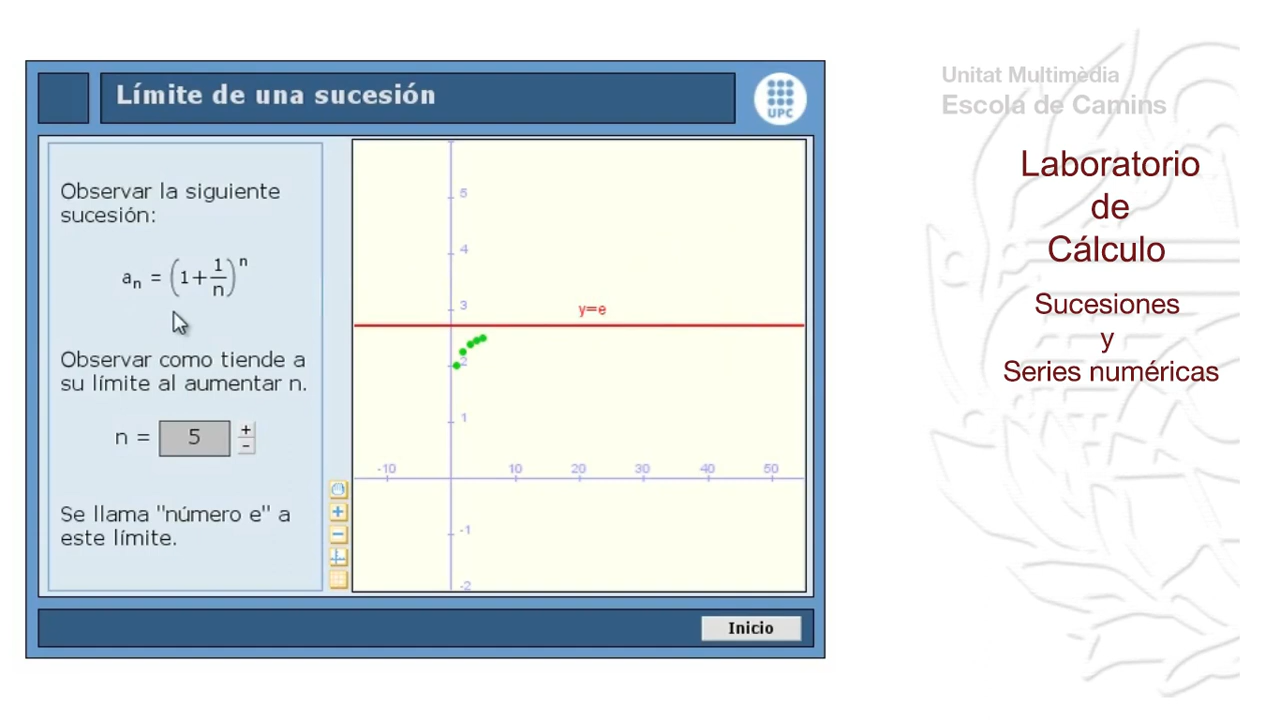 Límite de una sucesión
UPC
Observar la siguiente
sucesión:
aₙ = (1+1/n)ⁿ
Observar como tiende a
su límite al aumentar n.
n = 5 + -
Se llama "número e" a
este límite.
5
4
3
y=e
2
1
-10 10 20 30 40 50
-1
-2
Inicio
Unitat Multimèdia
Escola de Camins
Laboratorio
de
Cálculo
Sucesiones
y
Series numéricas